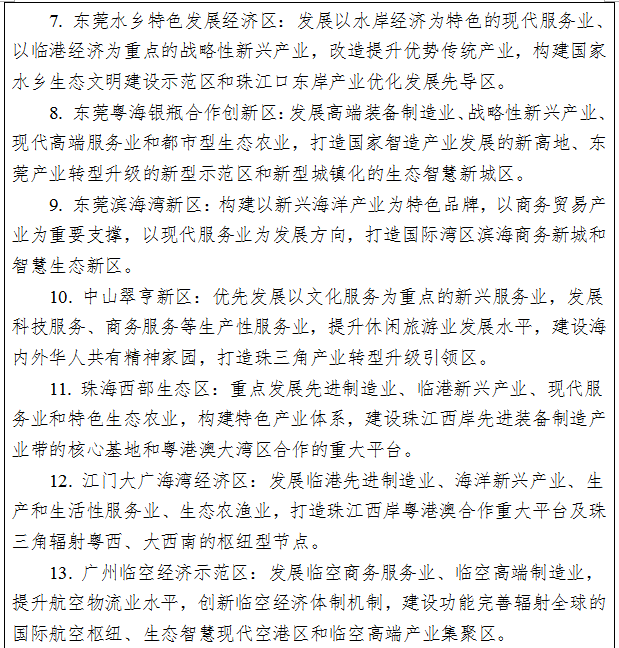 7. 东莞水乡特色发展经济区：发展以水岸经济为特色的现代服务业、
以临港经济为重点的战略性新兴产业，改造提升优势传统产业，构建国家
水乡生态文明建设示范区和珠江口东岸产业优化发展先导区。
8. 东莞粤海银瓶合作创新区：发展高端装备制造业、战略性新兴产业、
现代高端服务业和都市型生态农业，打造国家智造产业发展的新高地、东
莞产业转型升级的新型示范区和新型城镇化的生态智慧新城区。
9. 东莞滨海湾新区：构建以新兴海洋产业为特色品牌，以商务贸易产
业为重要支撑，以现代服务业为发展方向，打造国际湾区滨海商务新城和
智慧生态新区。
10. 中山翠亨新区：优先发展以文化服务为重点的新兴服务业，发展
科技服务、商务服务等生产性服务业，提升休闲旅游业发展水平，建设海
内外华人共有精神家园，打造珠三角产业转型升级引领区。
11. 珠海西部生态区：重点发展先进制造业、临港新兴产业、现代服
务业和特色生态农业，构建特色产业体系，建设珠江西岸先进装备制造产
业带的核心基地和粤港澳大湾区合作的重大平台。
12. 江门大广海湾经济区：发展临港先进制造业、海洋新兴产业、生
产和生活性服务业、生态农渔业，打造珠江西岸粤港澳合作重大平台及珠
三角辐射粤西、大西南的枢纽型节点。
13. 广州临空经济示范区：发展临空商务服务业、临空高端制造业，
提升航空物流业水平，创新临空经济体制机制，建设功能完善辐射全球的
国际航空枢纽、生态智慧现代空港区和临空高端产业集聚区。